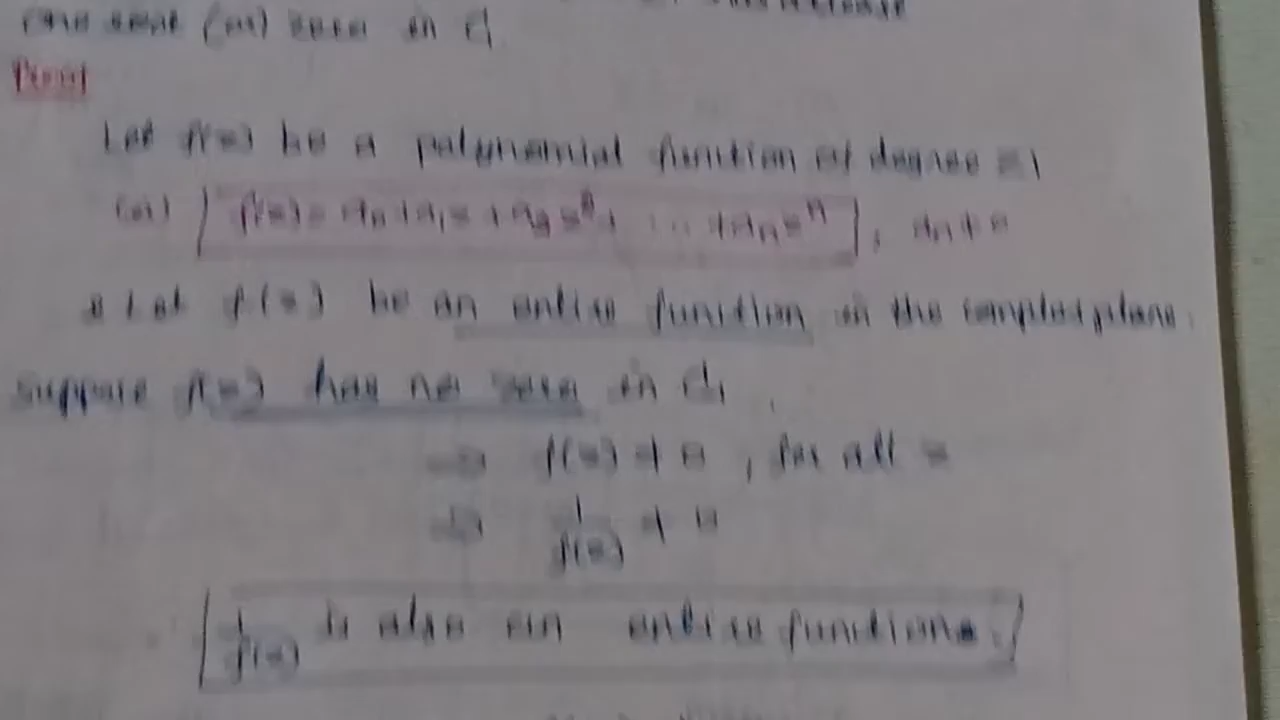 one zero (or) zero in ₵
Proof
Let f(z) be a polynomial function of degree ≥1
(or) f(z) = a₀ + a₁z + a₂z² + ... + aₙzⁿ, aₙ ≠ 0
Let f(z) be an entire function in the complex plane.
Suppose f(z) has no zero in ₵,
⇒ f(z) ≠ 0, for all z
⇒ 1/f(z) ≠ 0
1/f(z) is also an entire function.